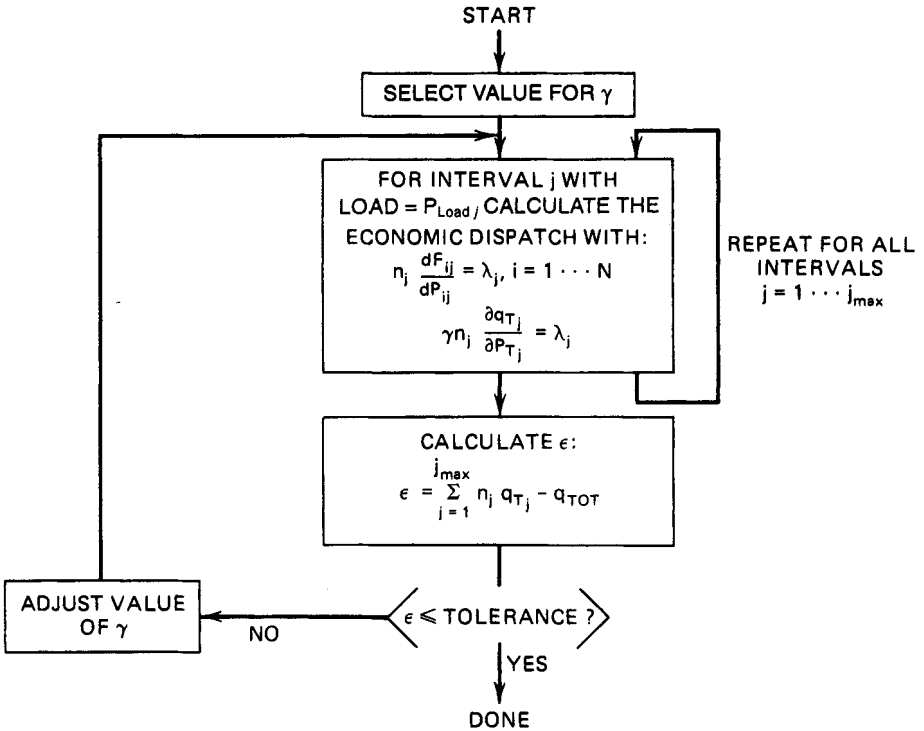 START
SELECT VALUE FOR γ
FOR INTERVAL j WITH
LOAD = P_Load j CALCULATE THE
ECONOMIC DISPATCH WITH:
n_j dF_ij/dP_ij = λ_j, i = 1 · · · N
γn_j ∂q_Tj/∂P_Tj = λ_j
REPEAT FOR ALL
INTERVALS
j = 1 · · · j_max
CALCULATE ϵ:
ϵ = Σ_{j = 1}^{j_max} n_j q_Tj – q_TOT
ϵ ⩽ TOLERANCE ?
NO
ADJUST VALUE
OF γ
YES
DONE